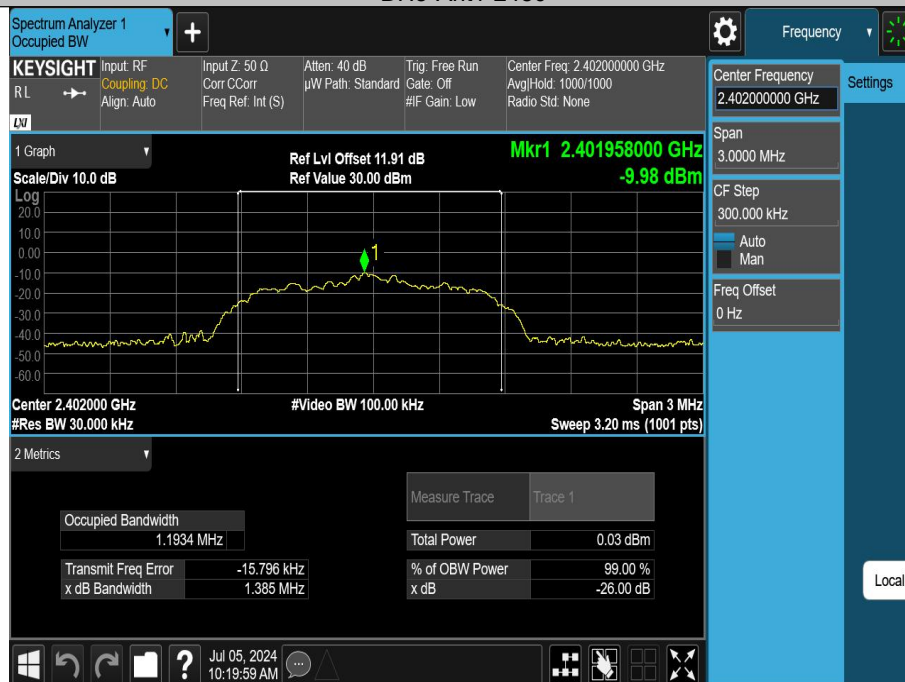 Spectrum Analyzer 1
Occupied BW
+
Frequency
KEYSIGHT
RL
LXI
Input: RF
Coupling: DC
Align: Auto
Input Z: 50 Ω
Corr CCorr
Freq Ref: Int (S)
Atten: 40 dB
µW Path: Standard
Trig: Free Run
Gate: Off
#IF Gain: Low
Center Freq: 2.402000000 GHz
Avg|Hold: 1000/1000
Radio Std: None
Center Frequency
2.402000000 GHz
Settings
Span
3.0000 MHz
CF Step
300.000 kHz
Auto
Man
Freq Offset
0 Hz
Local
1 Graph
Scale/Div 10.0 dB
Ref Lvl Offset 11.91 dB
Ref Value 30.00 dBm
Mkr1 2.401958000 GHz
-9.98 dBm
Log
20.0
10.0
0.00
-10.0
-20.0
-30.0
-40.0
-50.0
-60.0
1
Center 2.402000 GHz
#Video BW 100.00 kHz
Span 3 MHz
#Res BW 30.000 kHz
Sweep 3.20 ms (1001 pts)
2 Metrics
Measure Trace Trace 1
Occupied Bandwidth
1.1934 MHz
Total Power 0.03 dBm
Transmit Freq Error -15.796 kHz
% of OBW Power 99.00 %
x dB Bandwidth 1.385 MHz
x dB -26.00 dB
?
Jul 05, 2024
10:19:59 AM